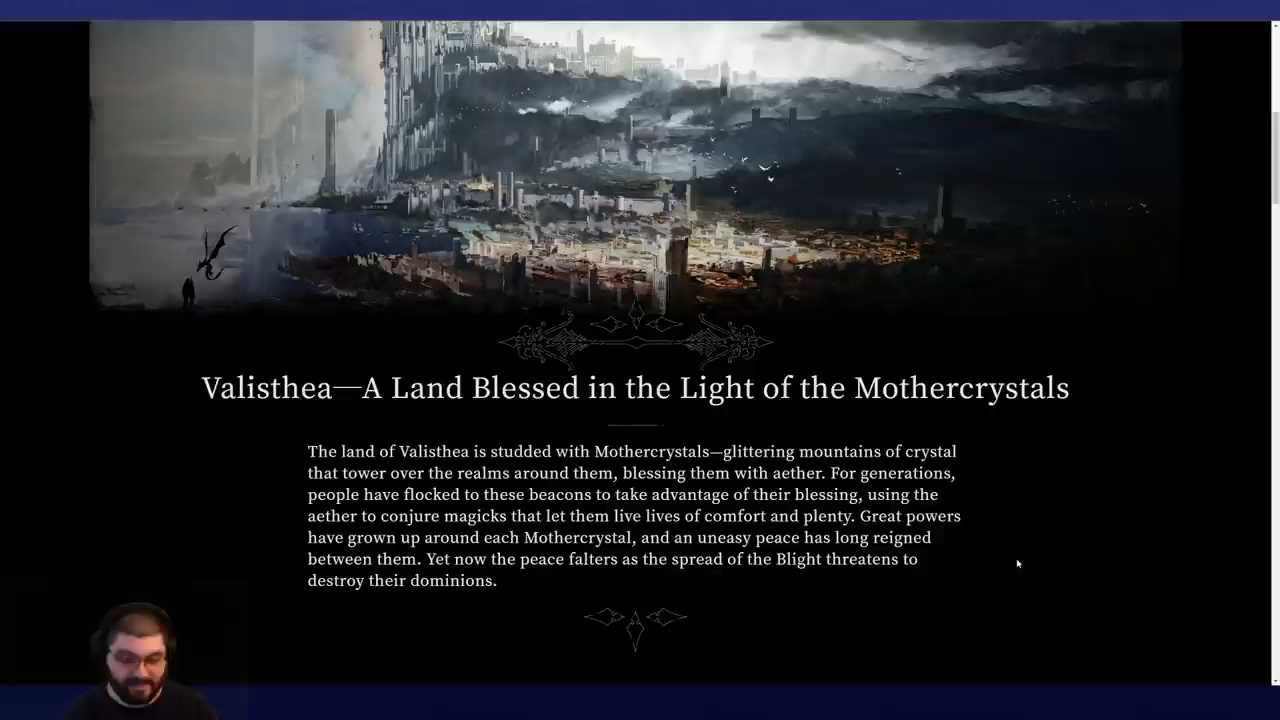 Valisthea—A Land Blessed in the Light of the Mothercrystals
The land of Valisthea is studded with Mothercrystals—glittering mountains of crystal
that tower over the realms around them, blessing them with aether. For generations,
people have flocked to these beacons to take advantage of their blessing, using the
aether to conjure magicks that let them live lives of comfort and plenty. Great powers
have grown up around each Mothercrystal, and an uneasy peace has long reigned
between them. Yet now the peace falters as the spread of the Blight threatens to
destroy their dominions.